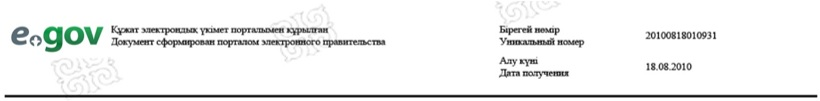 e.gov
Құжат электрондық үкімет порталымен құрылған
Документ сформирован порталом электронного правительства
Бірегей нөмір
Уникальный номер
20100818010931
Алу күні
Дата получения
18.08.2010